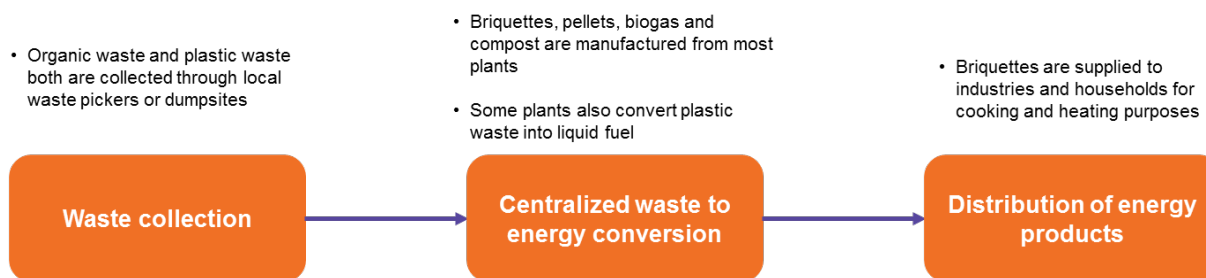 • Organic waste and plastic waste
both are collected through local
waste pickers or dumpsites
Waste collection
• Briquettes, pellets, biogas and
compost are manufactured from most
plants
• Some plants also convert plastic
waste into liquid fuel
Centralized waste to
energy conversion
• Briquettes are supplied to
industries and households for
cooking and heating purposes
Distribution of energy
products